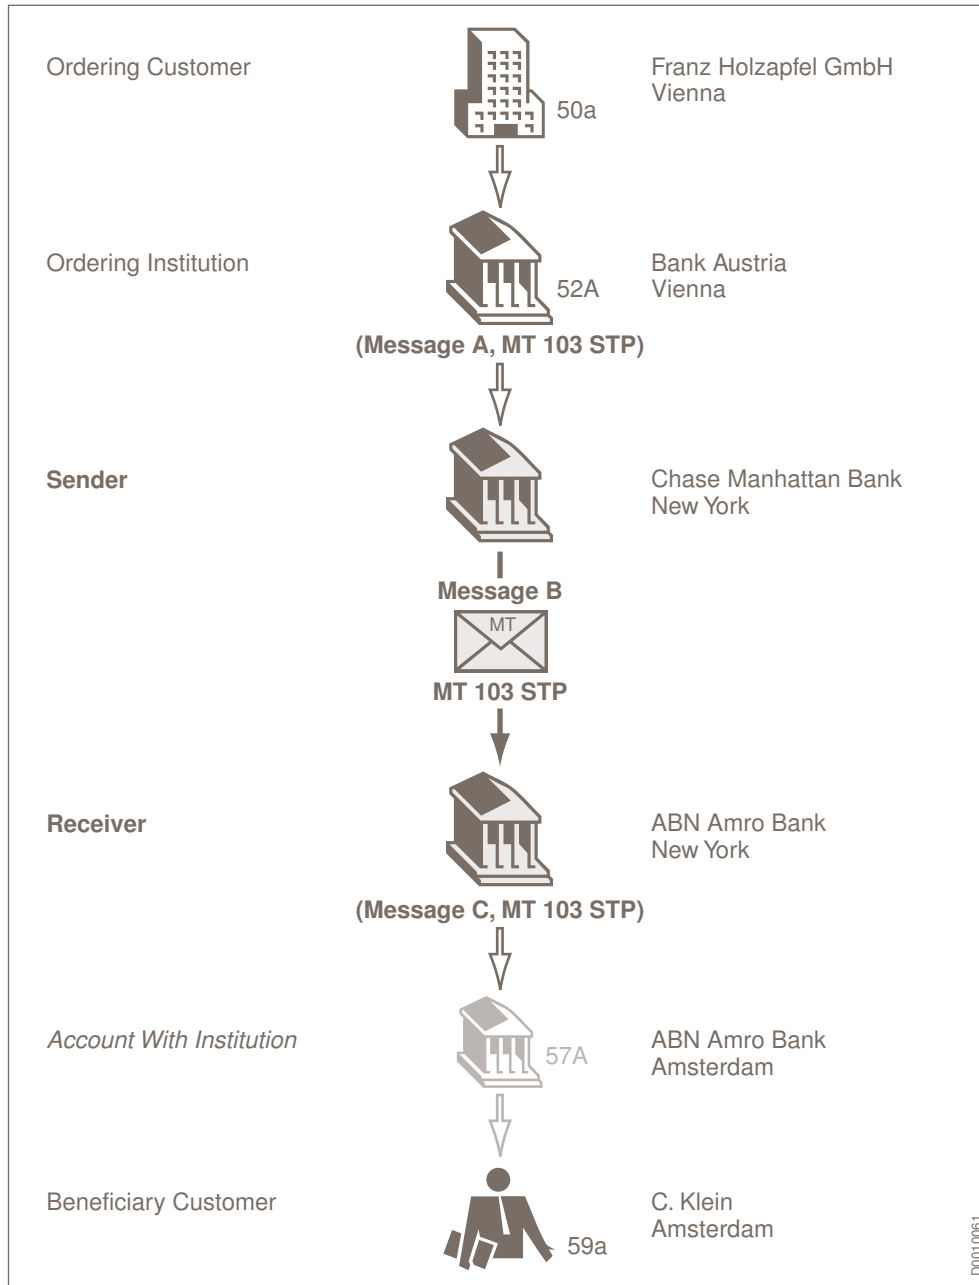 Ordering Customer
50a
Franz Holzapfel GmbH
Vienna
Ordering Institution
52A
Bank Austria
Vienna
(Message A, MT 103 STP)
Sender
Chase Manhattan Bank
New York
Message B
MT
MT 103 STP
Receiver
ABN Amro Bank
New York
(Message C, MT 103 STP)
Account With Institution
57A
ABN Amro Bank
Amsterdam
Beneficiary Customer
59a
C. Klein
Amsterdam
D0010061